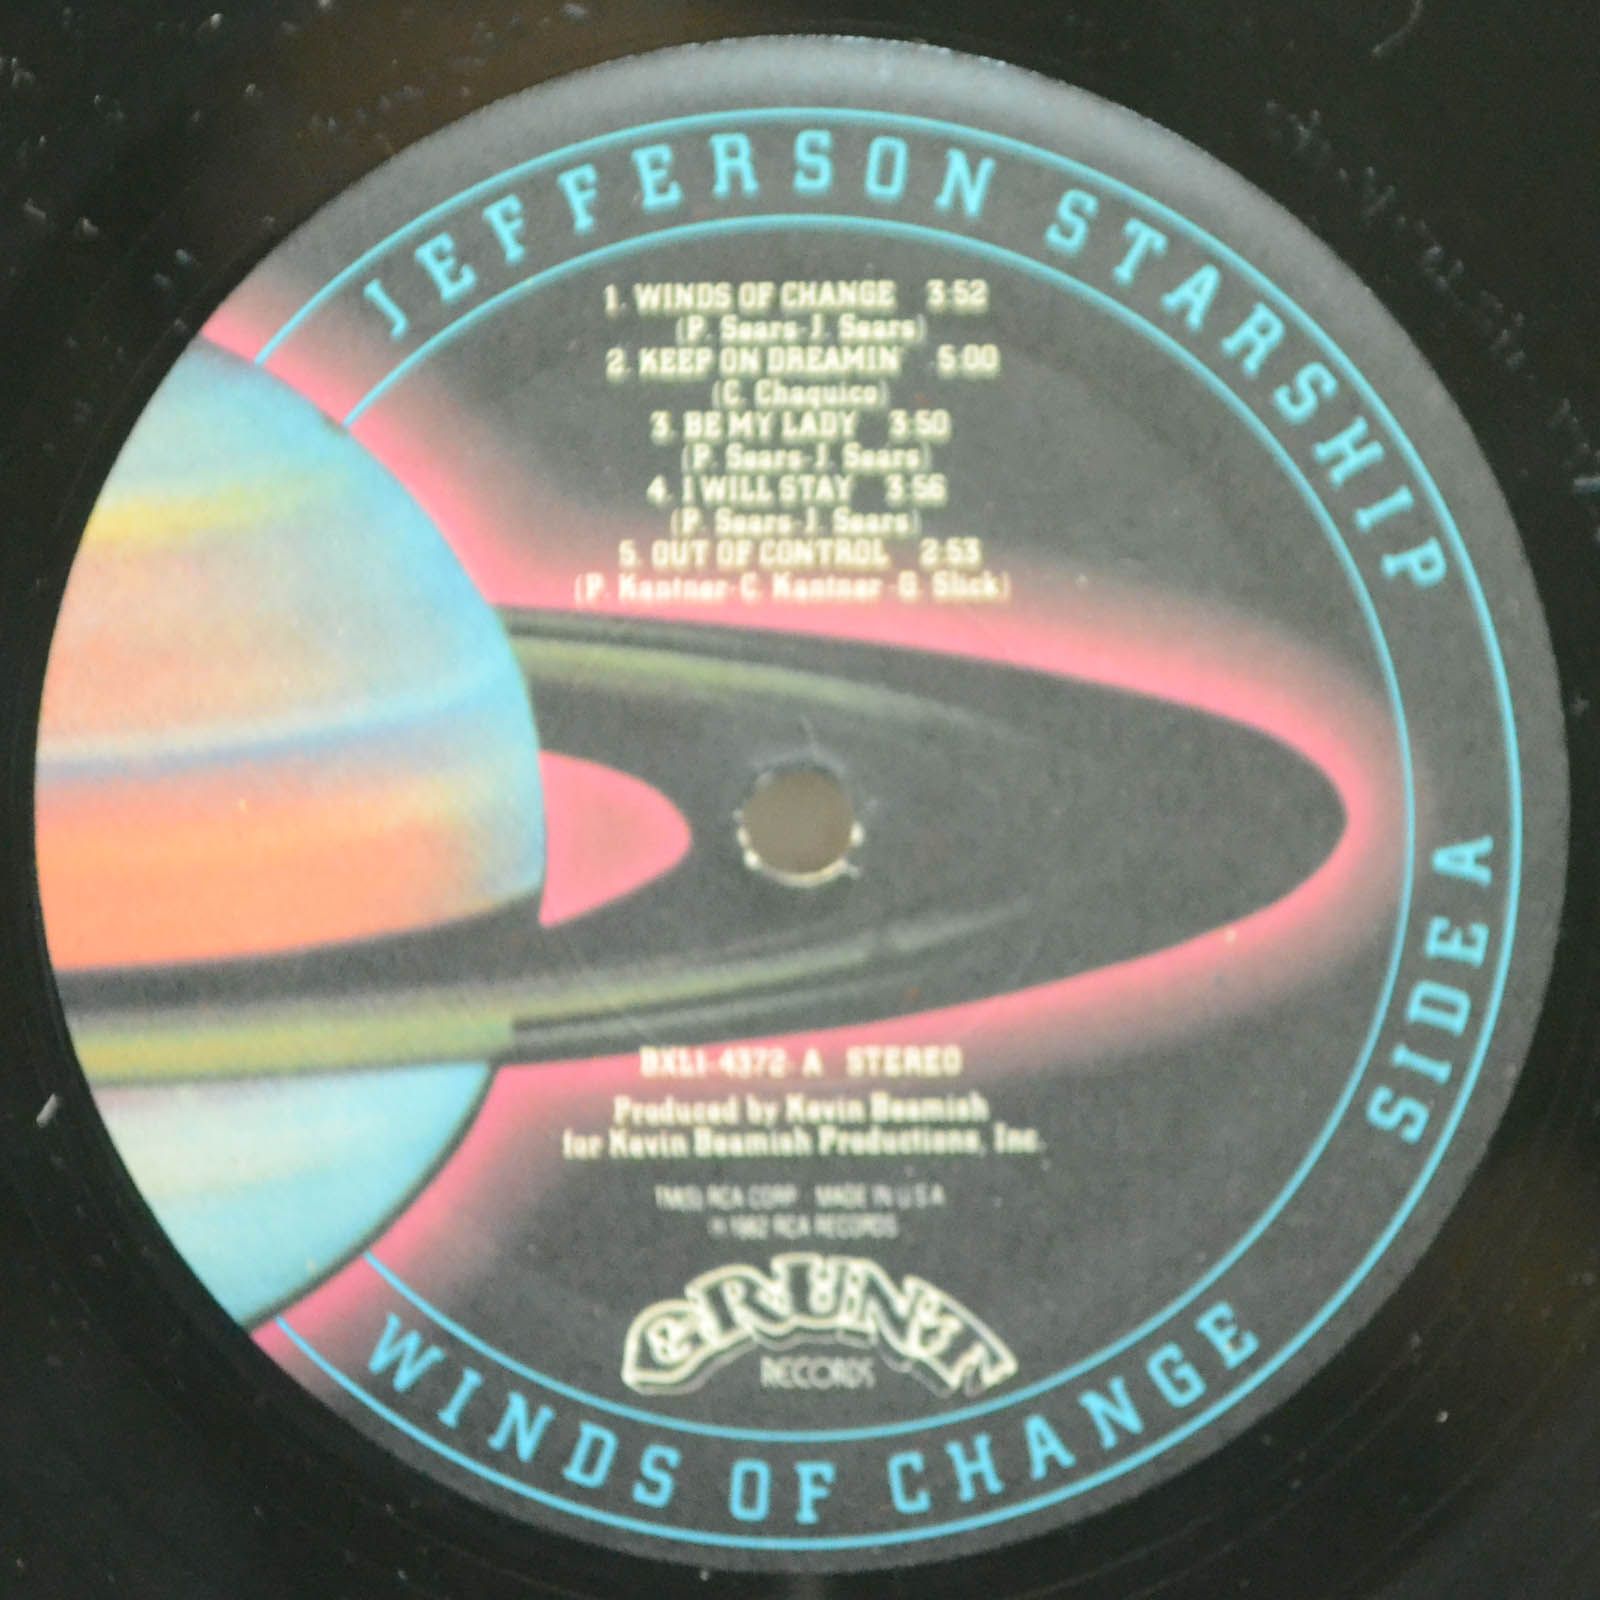 JEFFERSON STARSHIP
1. WINDS OF CHANGE 3:52
(P. Sears-J. Sears)
2. KEEP ON DREAMIN' 5:00
(C. Chaquico)
3. BE MY LADY 3:50
(P. Sears-J. Sears)
4. I WILL STAY 3:56
(P. Sears-J. Sears)
5. OUT OF CONTROL 2:53
(P. Kantner-C. Kantner-G. Slick)
SIDE A
BXL1-4372-A STEREO
Produced by Kevin Beamish
for Kevin Beamish Productions, Inc.
TMK(S) RCA CORP. MADE IN U.S.A.
℗ 1982 RCA RECORDS
GRUNT
RECORDS
WINDS OF CHANGE